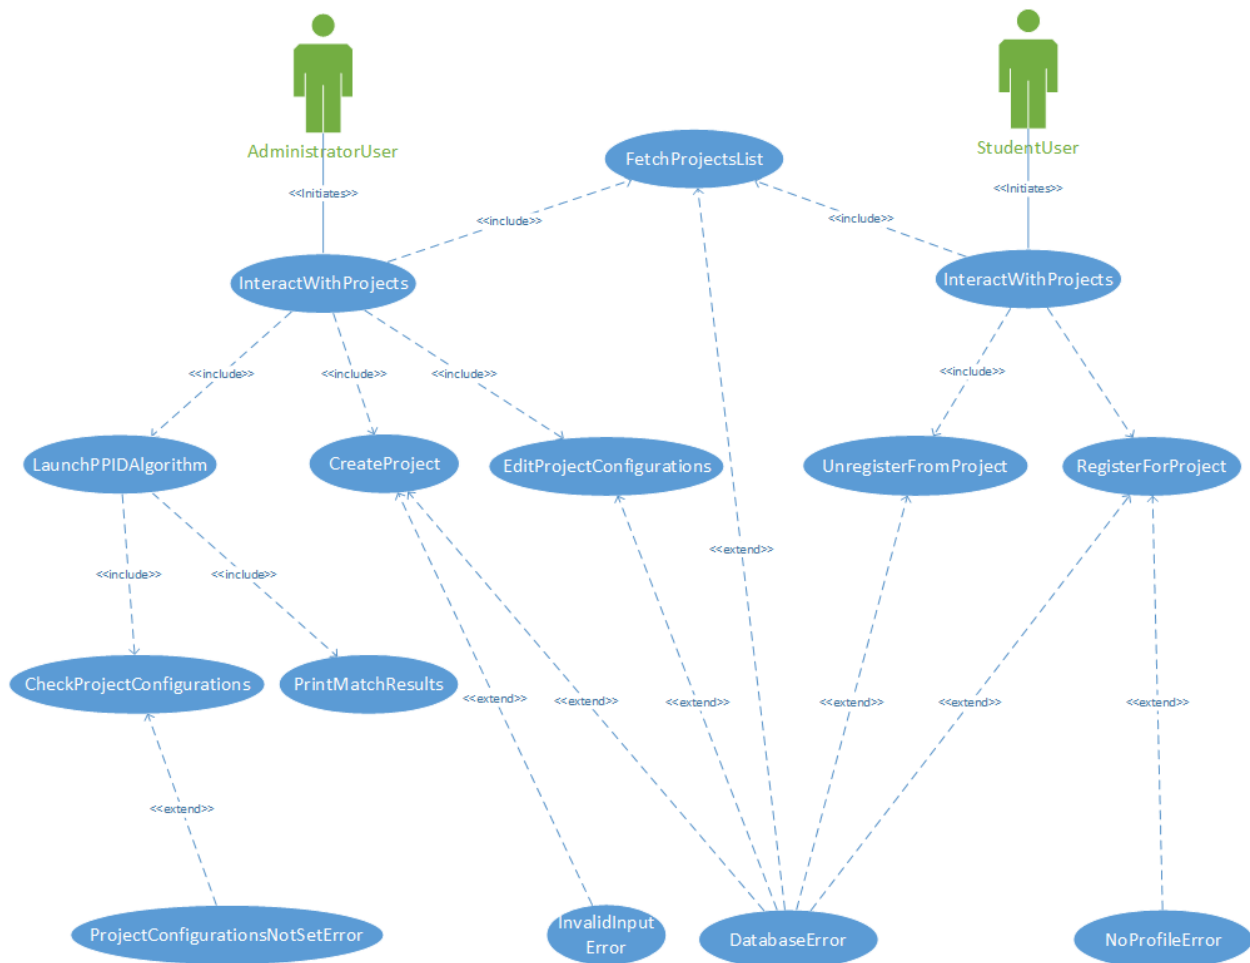 AdministratorUser
StudentUser
FetchProjectsList
<<Initiates>>
<<Initiates>>
<<include>>
<<include>>
InteractWithProjects
InteractWithProjects
<<include>>
<<include>>
<<include>>
<<include>>
<<extend>>
LaunchPPIDAlgorithm
CreateProject
EditProjectConfigurations
UnregisterFromProject
RegisterForProject
<<include>>
<<include>>
CheckProjectConfigurations
PrintMatchResults
<<extend>>
<<extend>>
<<extend>>
<<extend>>
<<extend>>
<<extend>>
<<extend>>
ProjectConfigurationsNotSetError
InvalidInput
Error
DatabaseError
NoProfileError